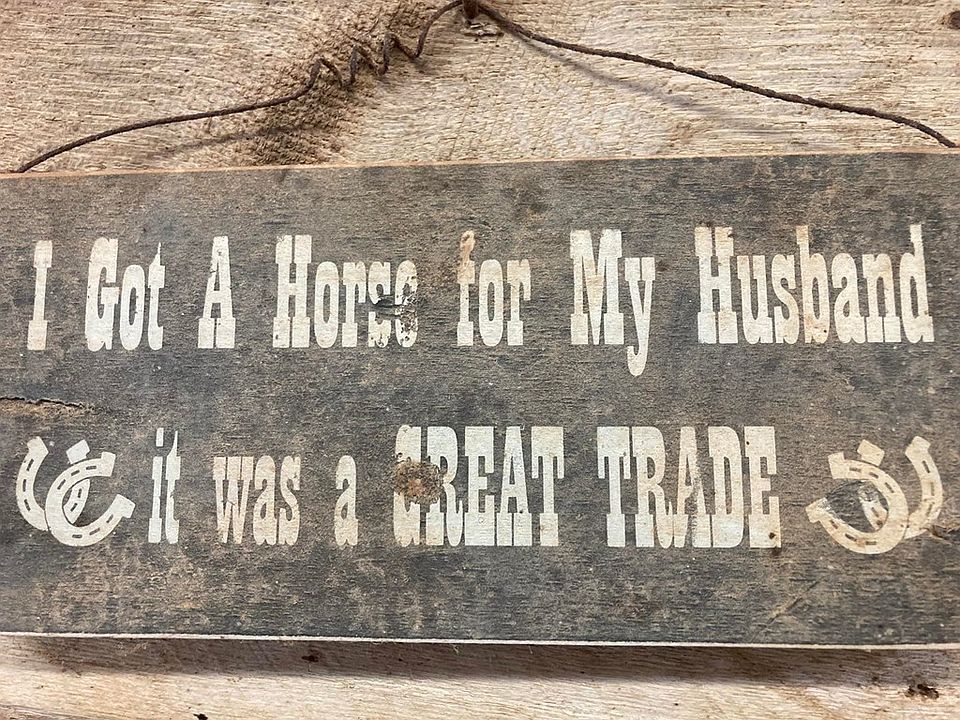 I Got A Horse for My Husband
it was a GREAT TRADE